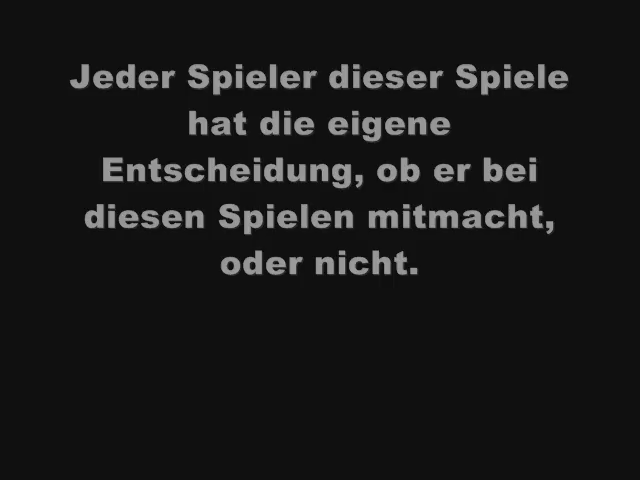 Jeder Spieler dieser Spiele
hat die eigene
Entscheidung, ob er bei
diesen Spielen mitmacht,
oder nicht.